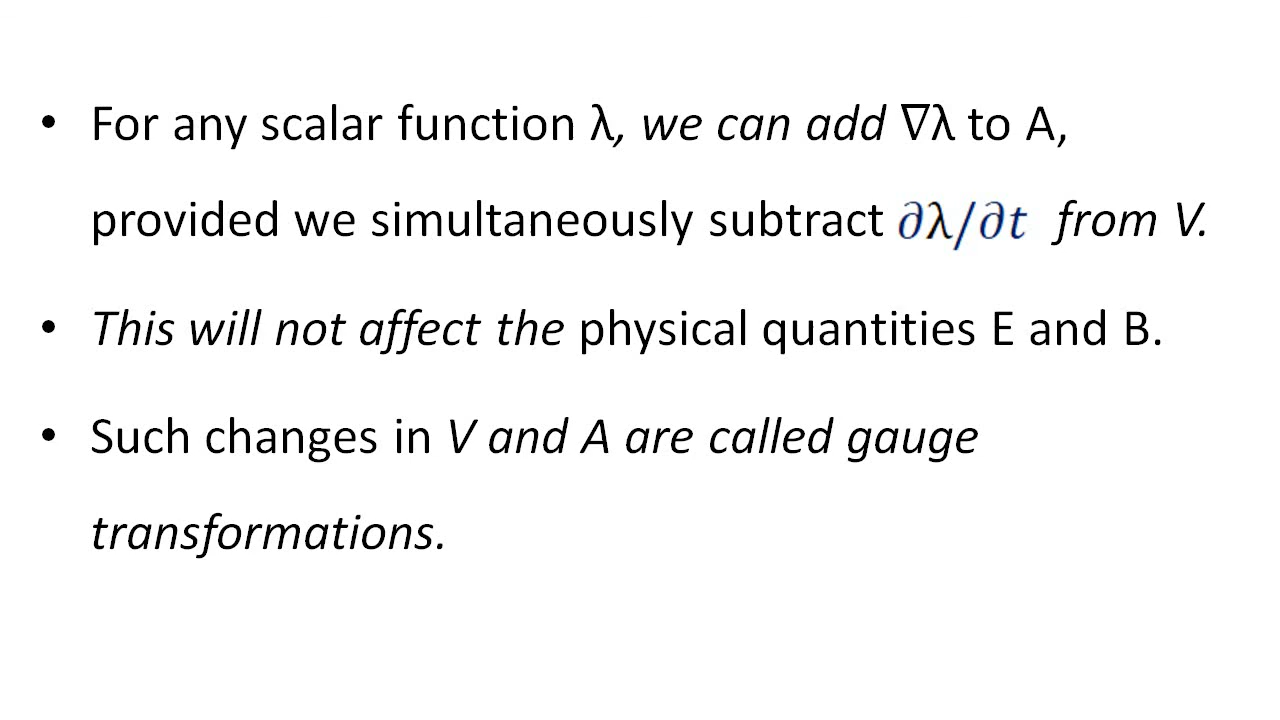 • For any scalar function λ, we can add ∇λ to A,
provided we simultaneously subtract ∂λ/∂t from V.
• This will not affect the physical quantities E and B.
• Such changes in V and A are called gauge
transformations.